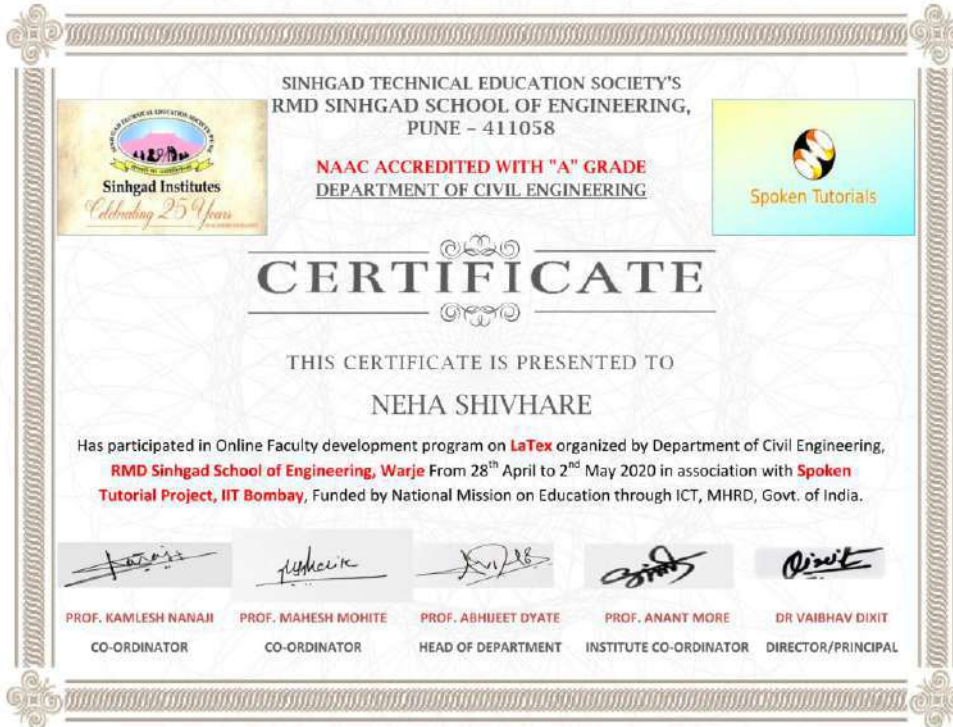 SINHGAD TECHNICAL EDUCATION SOCIETY'S
RMD SINHGAD SCHOOL OF ENGINEERING,
PUNE – 411058
NAAC ACCREDITED WITH "A" GRADE
DEPARTMENT OF CIVIL ENGINEERING
SINHGAD TECHNICAL EDUCATION SOCIETY, PUNE
Sinhgad Institutes
Celebrating 25 Years
Spoken Tutorials
CERTIFICATE
THIS CERTIFICATE IS PRESENTED TO
NEHA SHIVHARE
Has participated in Online Faculty development program on LaTex organized by Department of Civil Engineering,
RMD Sinhgad School of Engineering, Warje From 28th April to 2nd May 2020 in association with Spoken
Tutorial Project, IIT Bombay, Funded by National Mission on Education through ICT, MHRD, Govt. of India.
PROF. KAMLESH NANAJI PROF. MAHESH MOHITE PROF. ABHIJEET DYATE PROF. ANANT MORE DR VAIBHAV DIXIT
CO-ORDINATOR CO-ORDINATOR HEAD OF DEPARTMENT INSTITUTE CO-ORDINATOR DIRECTOR/PRINCIPAL